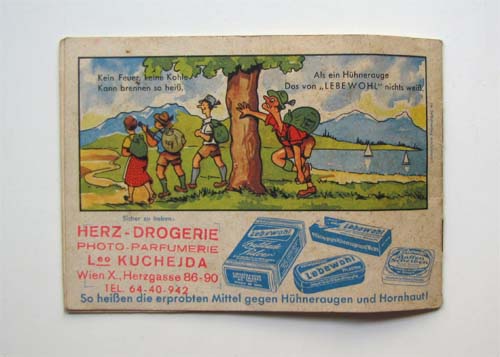 Kein Feuer, keine Kohle
Kann brennen so heiß,
Als ein Hühnerauge
Das von „LEBEWOHL" nichts weiß.
Sicher zu haben:
HERZ-DROGERIE
PHOTO-PARFUMERIE
Leo KUCHEJDA
Wien X., Herzgasse 86-90
TEL. 64-40-942
Lebewohl
Lebewohl
Lebewohl
So heißen die erprobten Mittel gegen Hühneraugen und Hornhaut!